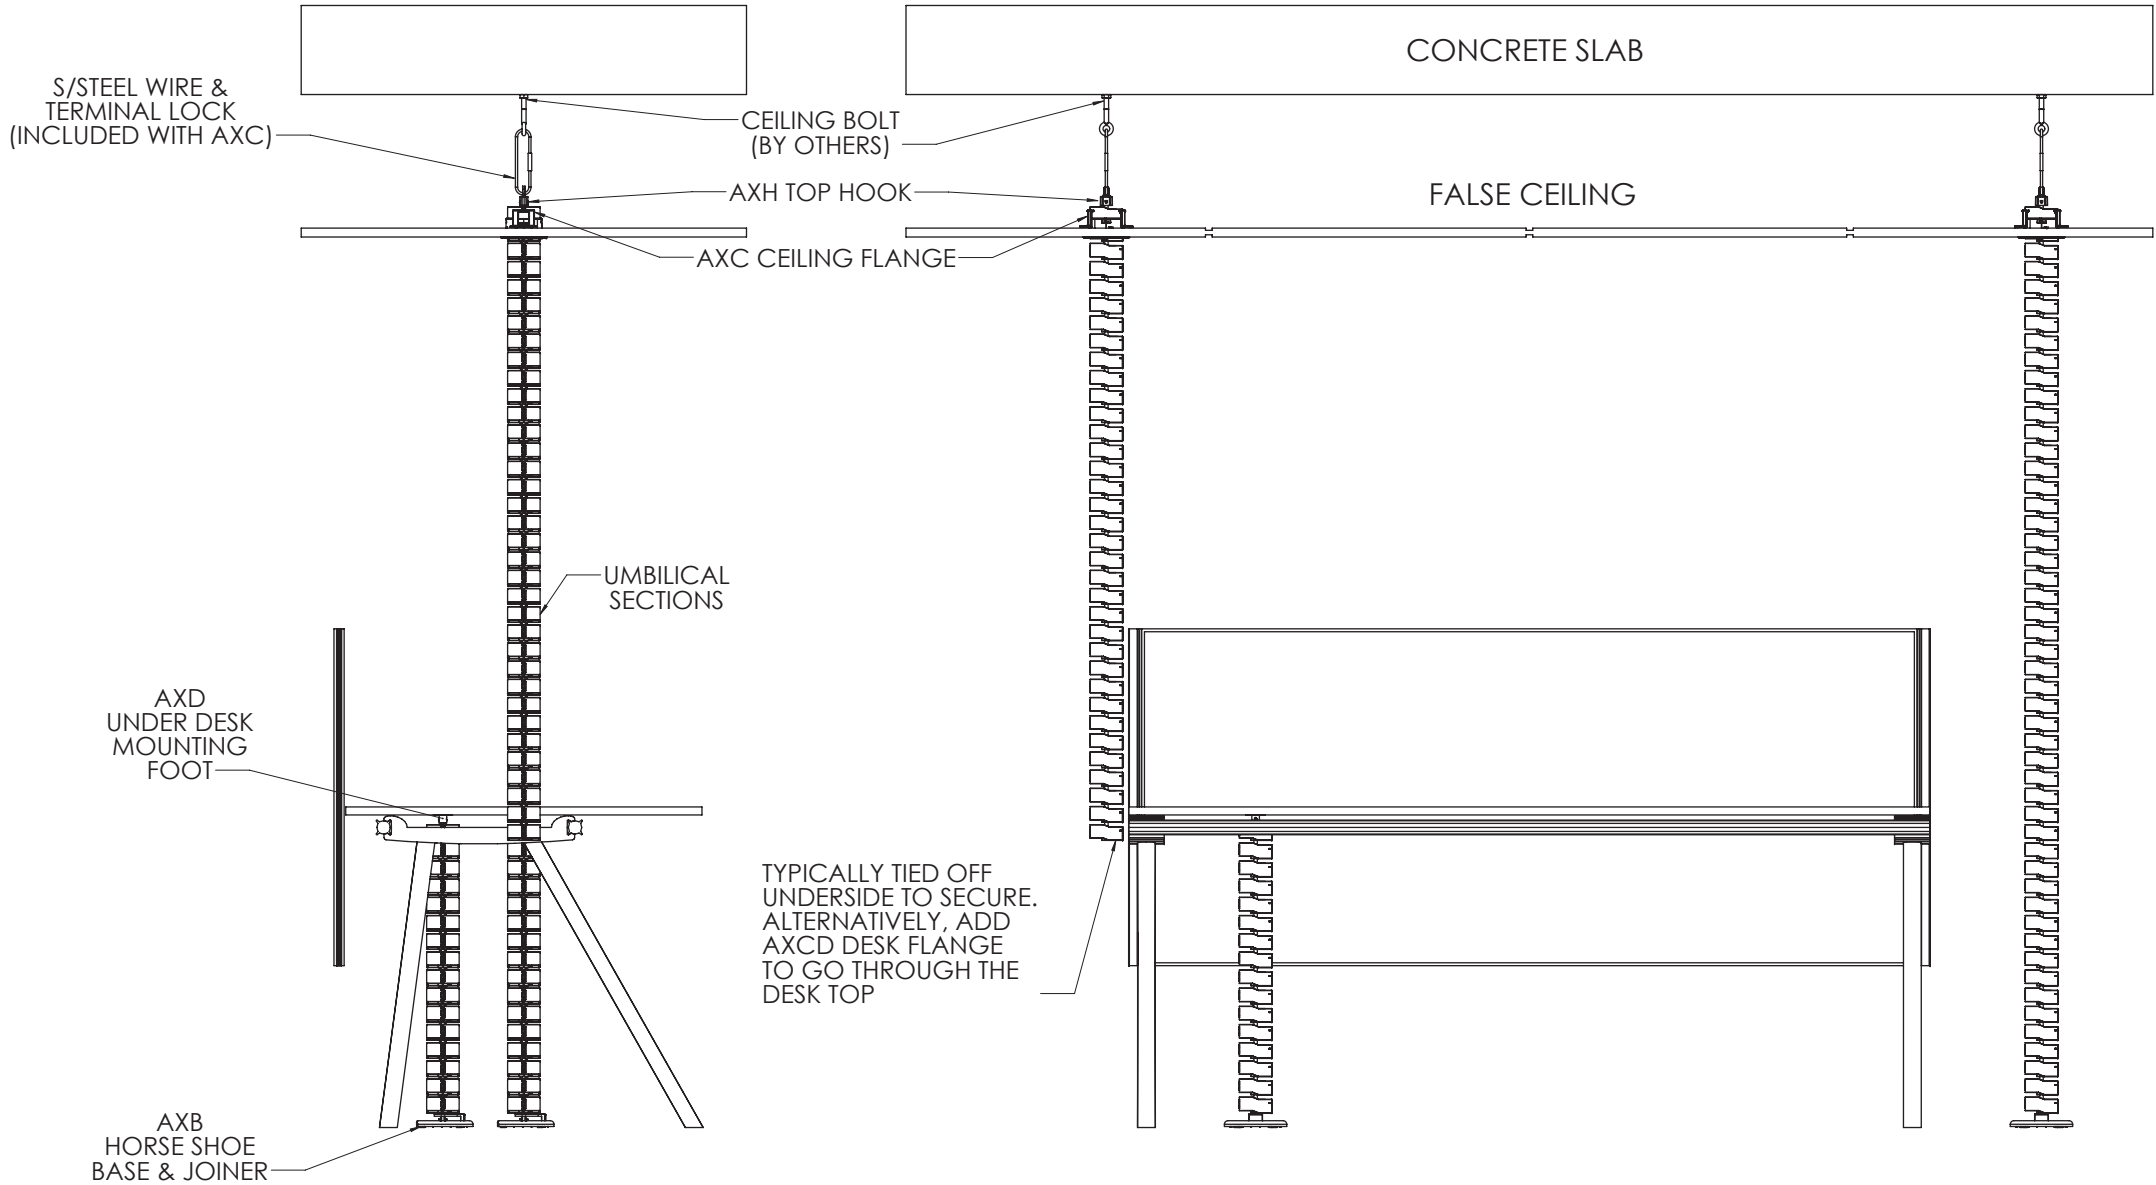 CONCRETE SLAB
S/STEEL WIRE &
TERMINAL LOCK
(INCLUDED WITH AXC)
CEILING BOLT
(BY OTHERS)
AXH TOP HOOK
FALSE CEILING
AXC CEILING FLANGE
UMBILICAL
SECTIONS
AXD
UNDER DESK
MOUNTING
FOOT
TYPICALLY TIED OFF
UNDERSIDE TO SECURE.
ALTERNATIVELY, ADD
AXCD DESK FLANGE
TO GO THROUGH THE
DESK TOP
AXB
HORSE SHOE
BASE & JOINER